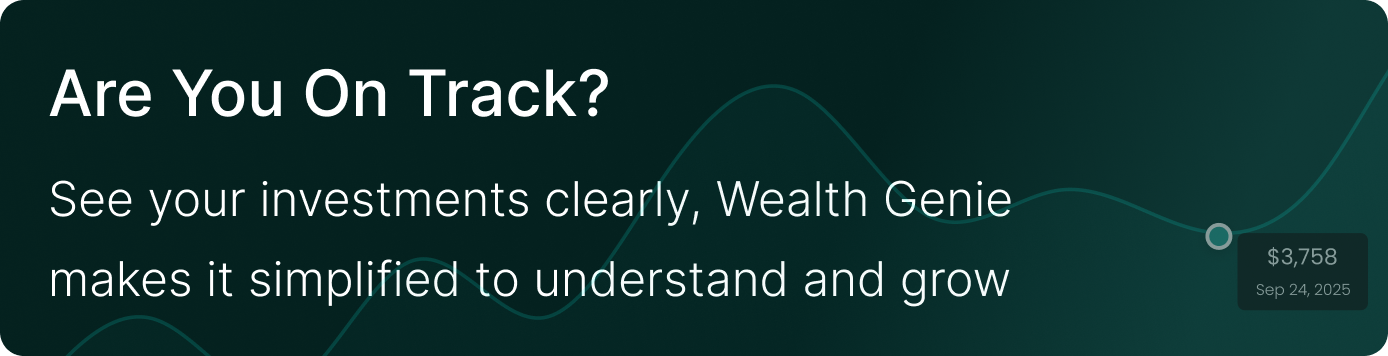 Are You On Track?
See your investments clearly, Wealth Genie
makes it simplified to understand and grow
$3,758
Sep 24, 2025